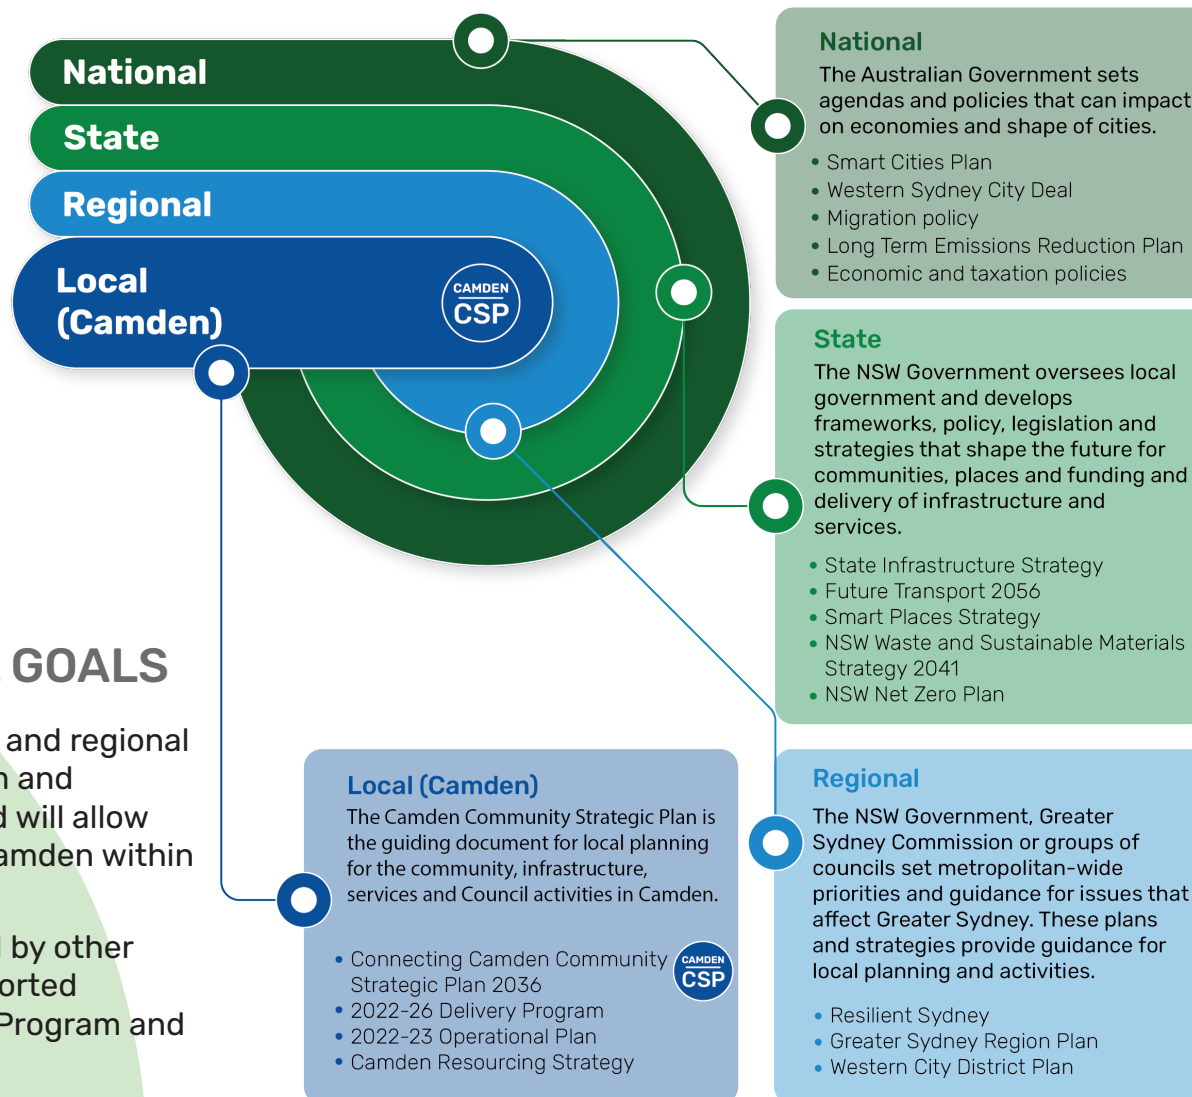 National
State
Regional
Local
(Camden)
CAMDEN
CSP
National
The Australian Government sets
agendas and policies that can impact
on economies and shape of cities.
• Smart Cities Plan
• Western Sydney City Deal
• Migration policy
• Long Term Emissions Reduction Plan
• Economic and taxation policies
State
The NSW Government oversees local
government and develops
frameworks, policy, legislation and
strategies that shape the future for
communities, places and funding and
delivery of infrastructure and
services.
• State Infrastructure Strategy
• Future Transport 2056
• Smart Places Strategy
• NSW Waste and Sustainable Materials
Strategy 2041
• NSW Net Zero Plan
GOALS
and regional
and
will allow
within
by other
Program and
Local (Camden)
The Camden Community Strategic Plan is
the guiding document for local planning
for the community, infrastructure,
services and Council activities in Camden.
• Connecting Camden Community
Strategic Plan 2036
• 2022-26 Delivery Program
• 2022-23 Operational Plan
• Camden Resourcing Strategy
CAMDEN
CSP
Regional
The NSW Government, Greater
Sydney Commission or groups of
councils set metropolitan-wide
priorities and guidance for issues that
affect Greater Sydney. These plans
and strategies provide guidance for
local planning and activities.
• Resilient Sydney
• Greater Sydney Region Plan
• Western City District Plan